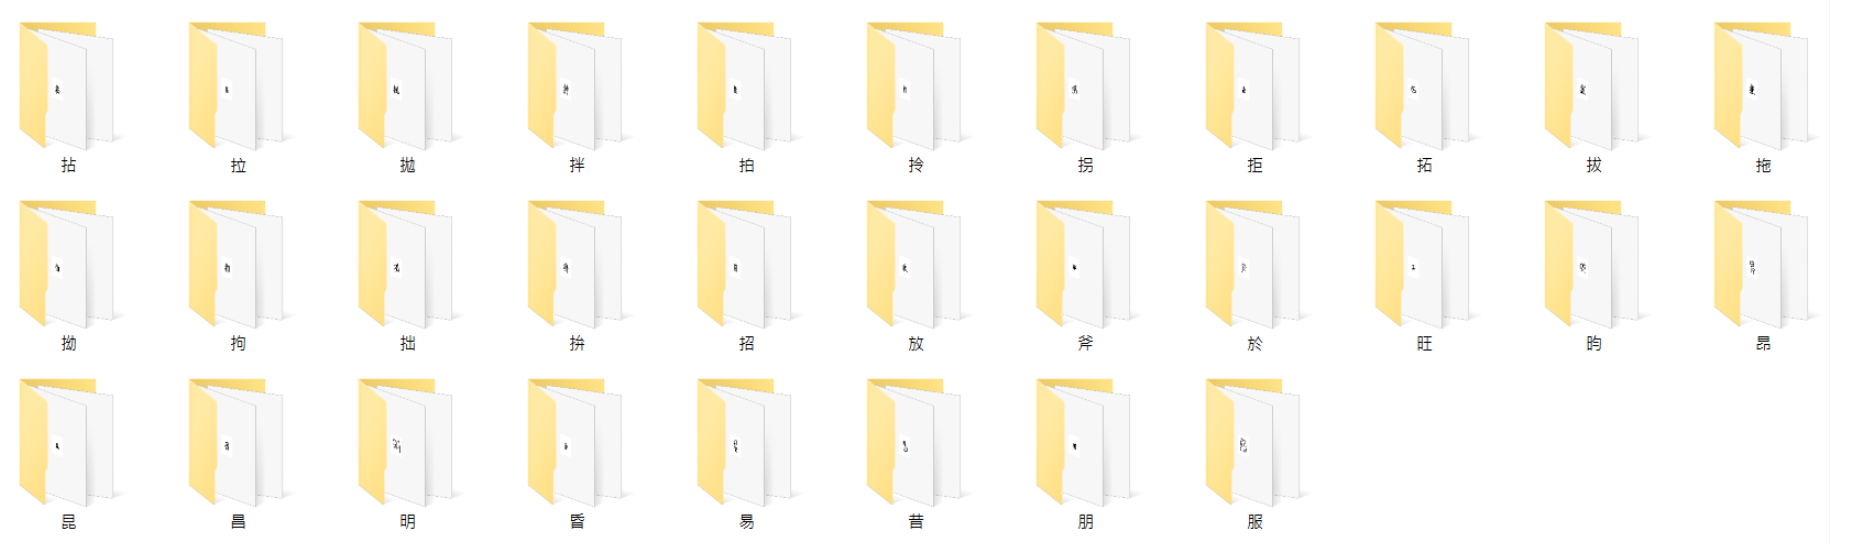 拈 拉 拋 拌 拍 拎 拐 拒 拓 拔 拖
拗 拘 拙 拚 招 放 斧 於 旺 昀 昂
昆 昌 明 昏 易 昔 朋 服